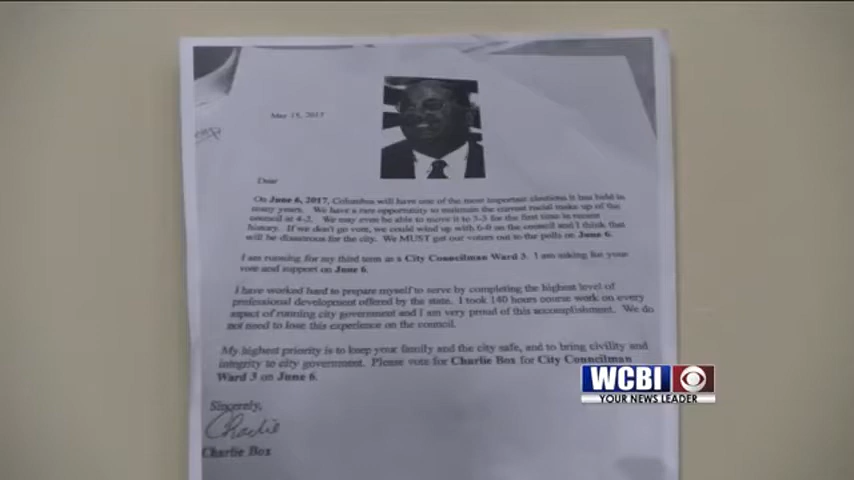 May 15, 2017
Dear
On June 6, 2017, Columbus will have one of the most important elections it has held in
many years. We have a rare opportunity to maintain the current racial make up of the
council at 4-2. We may even be able to move it to 3-3 for the first time in recent
history. If we don't go vote, we could wind up with 6-0 on the council and I think that
will be disastrous for the city. We MUST get our voters out to the polls on June 6.
I am running for my third term as a City Councilman Ward 3. I am asking for your
vote and support on June 6.
I have worked hard to prepare myself to serve by completing the highest level of
professional development offered by the state. I took 140 hours course work on every
aspect of running city government and I am very proud of this accomplishment. We do
not need to lose this experience on the council.
My highest priority is to keep your family and the city safe, and to bring civility and
integrity to city government. Please vote for Charlie Box for City Councilman
Ward 3 on June 6.
WCBI
YOUR NEWS LEADER
Sincerely,
Charlie
Charlie Box